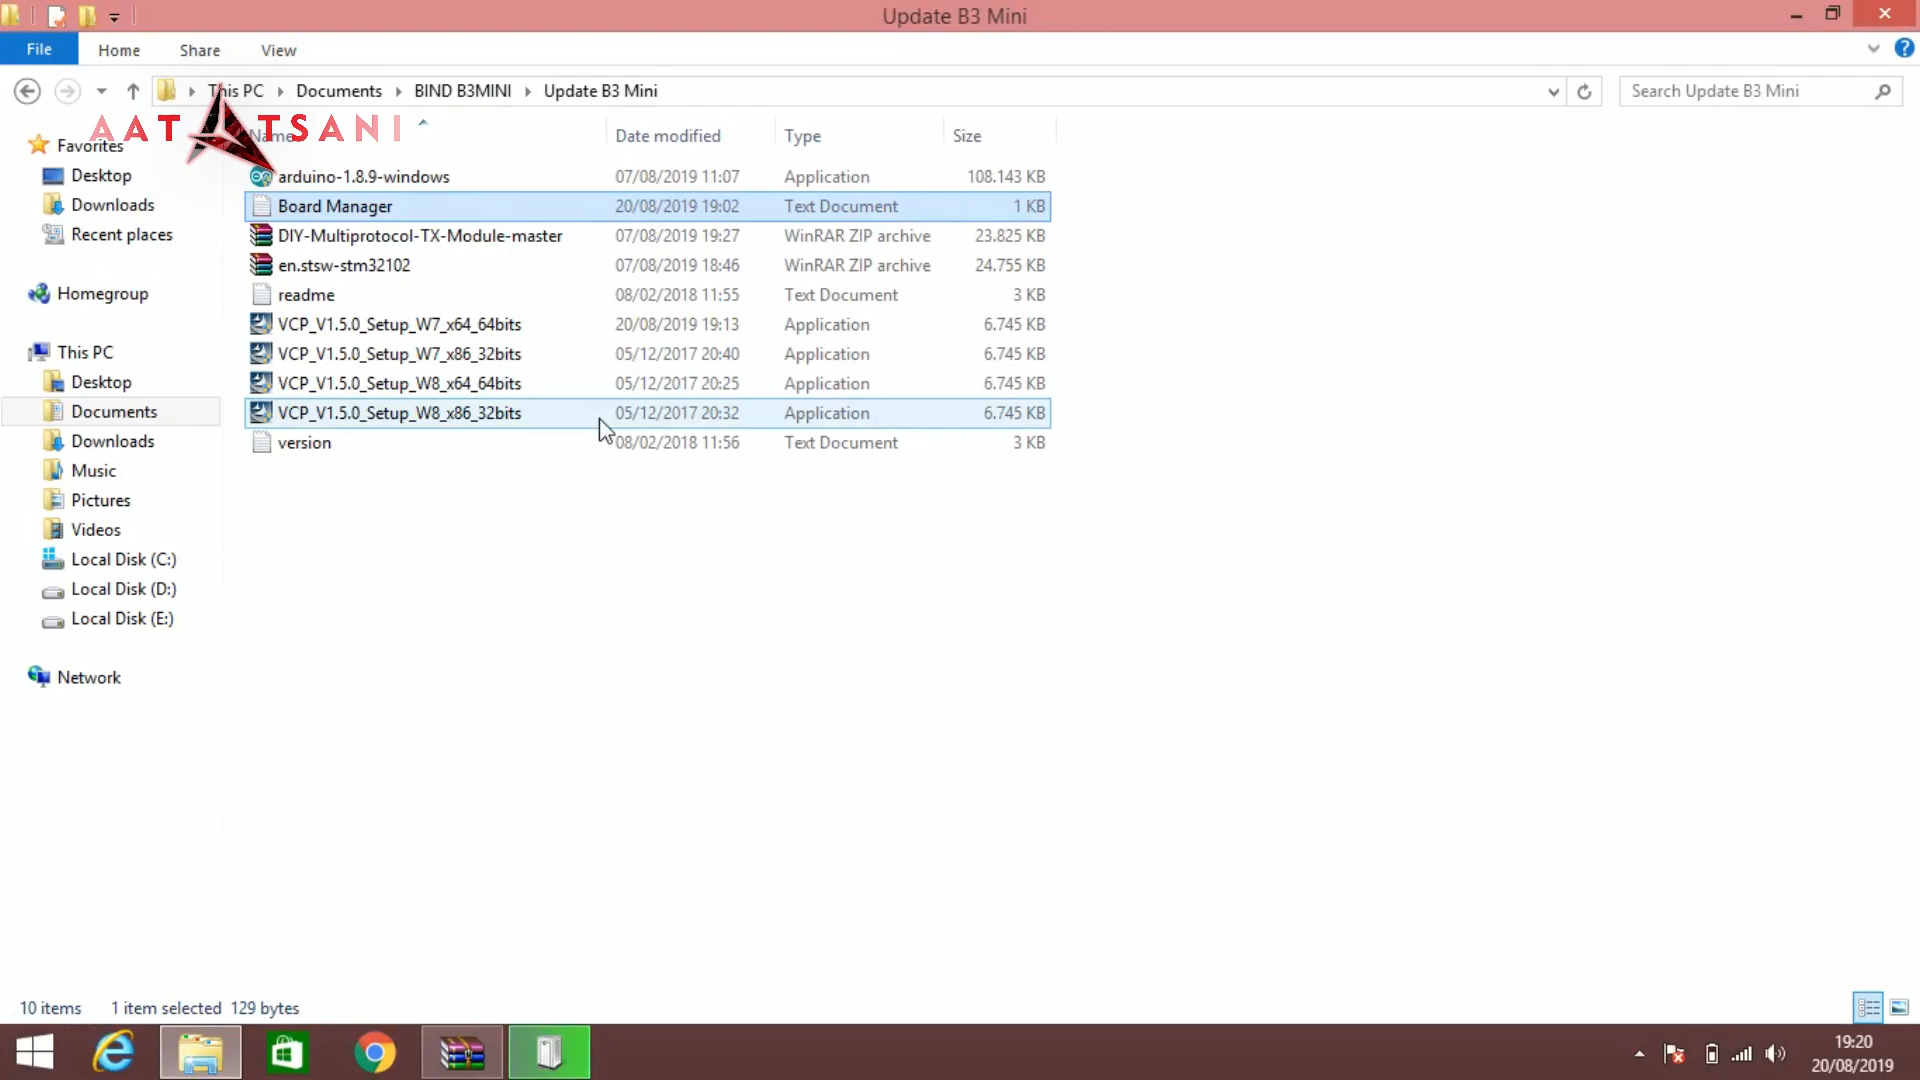 Update B3 Mini
File Home Share View
This PC Documents BIND B3MINI Update B3 Mini Search Update B3 Mini
AAT TSANI
Name Date modified Type Size
Favorites
Desktop
Downloads
Recent places
Homegroup
This PC
Desktop
Documents
Downloads
Music
Pictures
Videos
Local Disk (C:)
Local Disk (D:)
Local Disk (E:)
Network
arduino-1.8.9-windows 07/08/2019 11:07 Application 108.143 KB
Board Manager 20/08/2019 19:02 Text Document 1 KB
DIY-Multiprotocol-TX-Module-master 07/08/2019 19:27 WinRAR ZIP archive 23.825 KB
en.stsw-stm32102 07/08/2019 18:46 WinRAR ZIP archive 24.755 KB
readme 08/02/2018 11:55 Text Document 3 KB
VCP_V1.5.0_Setup_W7_x64_64bits 20/08/2019 19:13 Application 6.745 KB
VCP_V1.5.0_Setup_W7_x86_32bits 05/12/2017 20:40 Application 6.745 KB
VCP_V1.5.0_Setup_W8_x64_64bits 05/12/2017 20:25 Application 6.745 KB
VCP_V1.5.0_Setup_W8_x86_32bits 05/12/2017 20:32 Application 6.745 KB
version 08/02/2018 11:56 Text Document 3 KB
10 items 1 item selected 129 bytes
19:20
20/08/2019